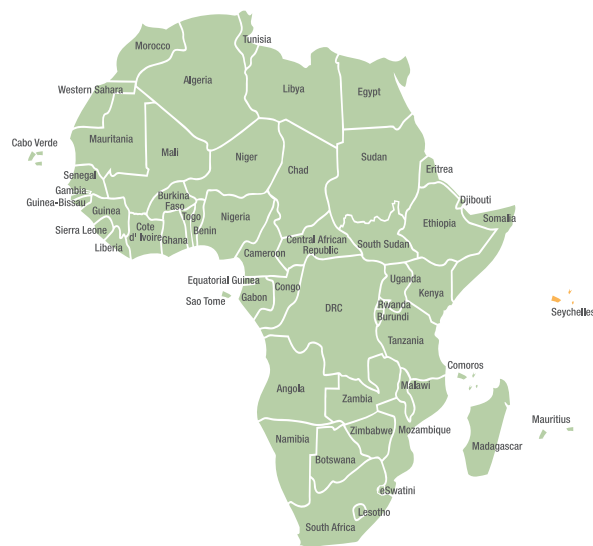 Tunisia
Morocco
Algeria
Libya
Egypt
Western Sahara
Mauritania
Cabo Verde
Mali
Niger
Chad
Sudan
Eritrea
Senegal
Gambia
Guinea-Bissau
Guinea
Sierra Leone
Liberia
Burkina
Faso
Cote
d' Ivoire
Ghana
Togo
Benin
Nigeria
Djibouti
Somalia
Ethiopia
Central African
Republic
South Sudan
Cameroon
Equatorial Guinea
Sao Tome
Gabon
Congo
DRC
Uganda
Kenya
Rwanda
Burundi
Seychelles
Tanzania
Comoros
Angola
Zambia
Malawi
Mozambique
Mauritius
Madagascar
Namibia
Zimbabwe
Botswana
eSwatini
Lesotho
South Africa